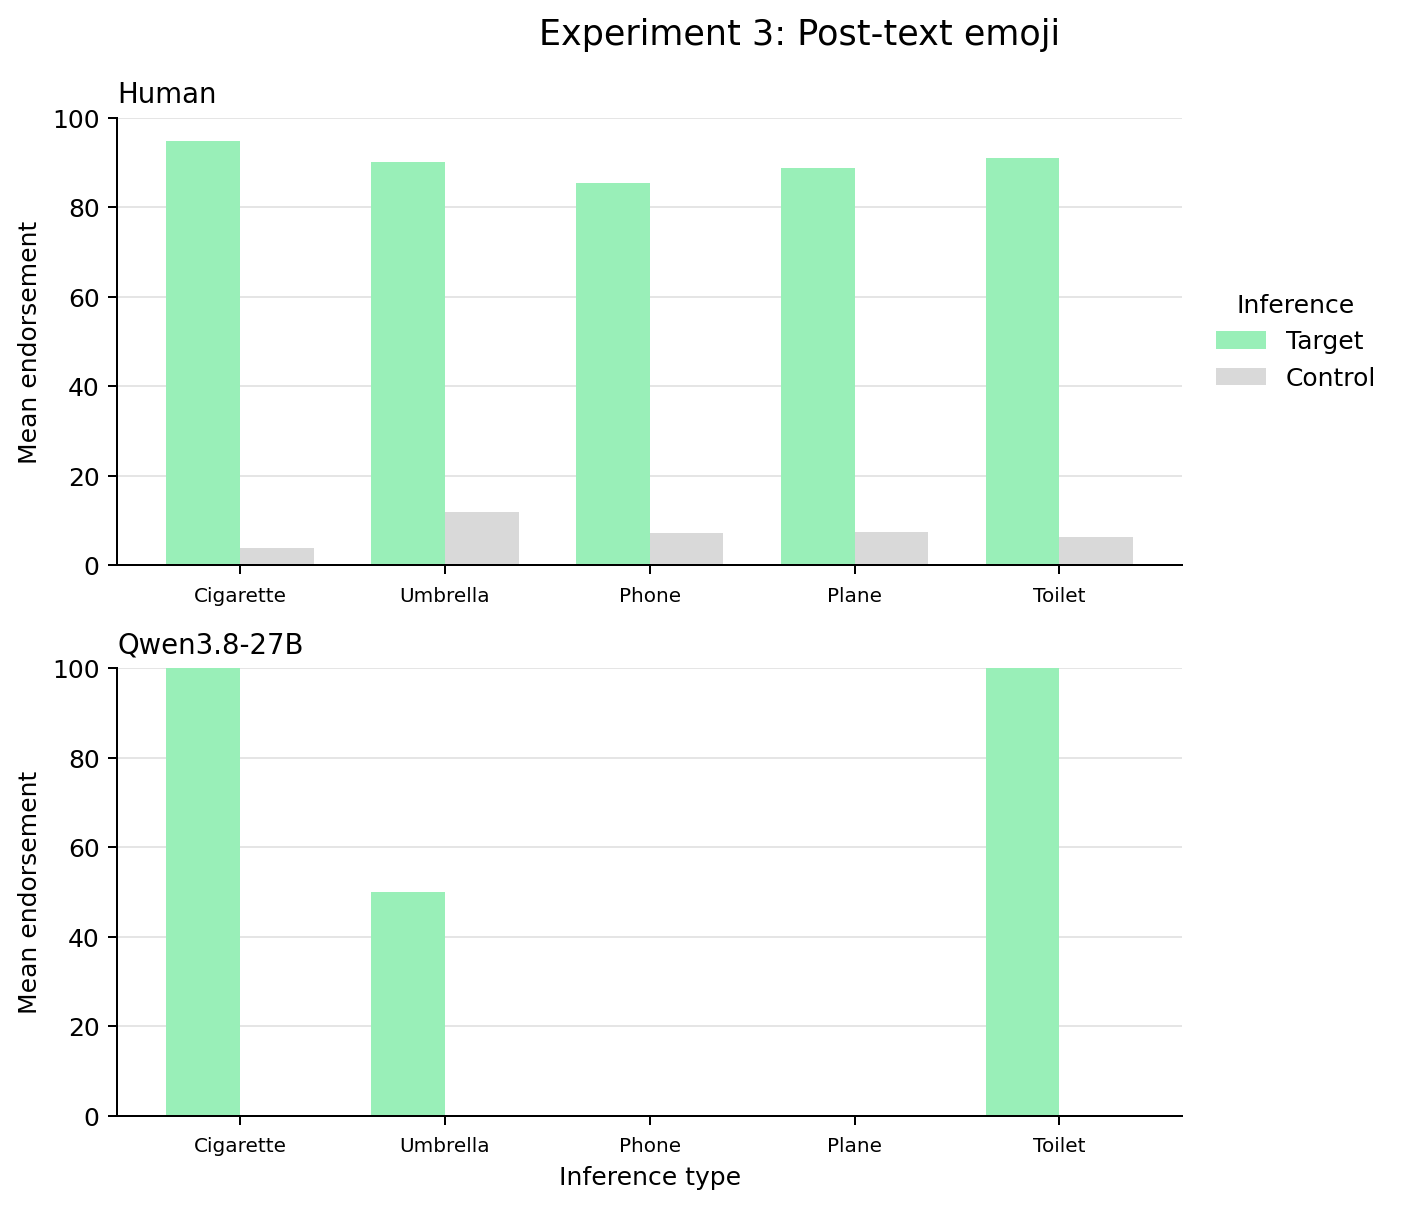 Experiment 3: Post-text emoji
Human
Mean endorsement
100
80
60
40
20
0
Cigarette
Umbrella
Phone
Plane
Toilet
Inference
Target
Control
Qwen3.8-27B
Mean endorsement
100
80
60
40
20
0
Cigarette
Umbrella
Phone
Plane
Toilet
Inference type